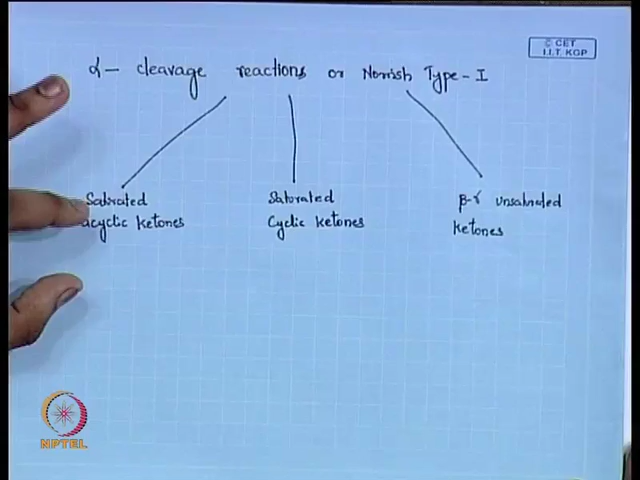 © CET
I.I.T. KGP
α- cleavage reactions or Norrish Type-I
Saturated
acyclic ketones
Saturated
Cyclic ketones
β-γ unsaturated
ketones
NPTEL